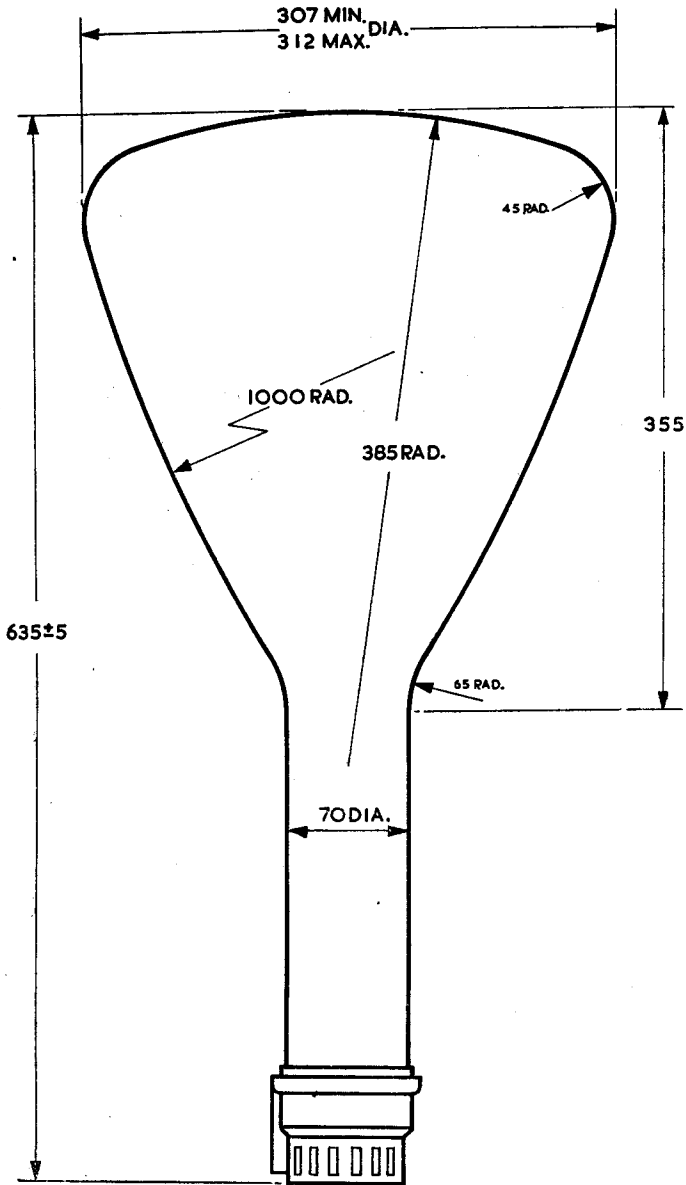 307 MIN.
312 MAX. DIA.
45 RAD.
1000 RAD.
355
385 RAD.
635±5
65 RAD.
70 DIA.